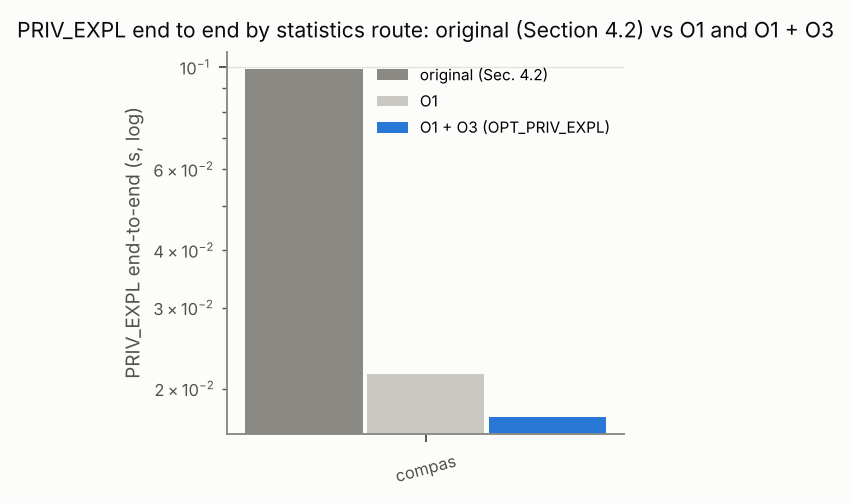 PRIV_EXPL end to end by statistics route: original (Section 4.2) vs O1 and O1 + O3
PRIV_EXPL end-to-end (s, log)
10⁻¹
6 × 10⁻²
4 × 10⁻²
3 × 10⁻²
2 × 10⁻²
original (Sec. 4.2)
O1
O1 + O3 (OPT_PRIV_EXPL)
compas